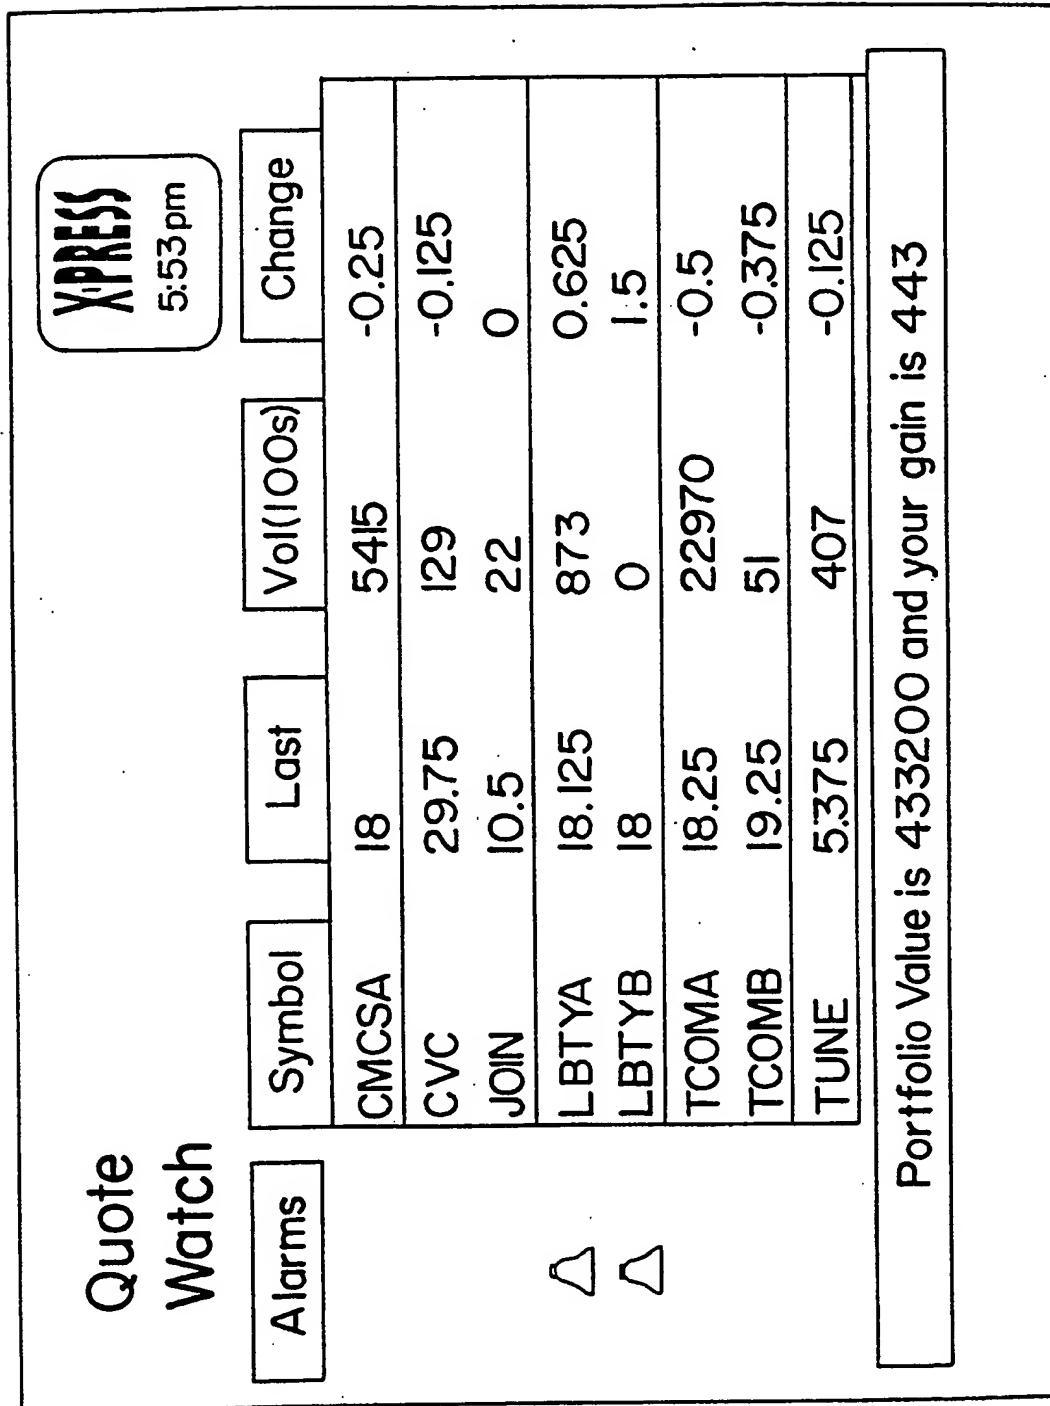 Quote
Watch
X·PRESS
5:53pm
Alarms Symbol Last Vol(100s) Change
CMCSA 18 5415 -0.25
CVC 29.75 129 -0.125
JOIN 10.5 22 0
LBTYA 18.125 873 0.625
LBTYB 18 0 1.5
TCOMA 18.25 22970 -0.5
TCOMB 19.25 51 -0.375
TUNE 5.375 407 -0.125
Portfolio Value is 433200 and your gain is 443